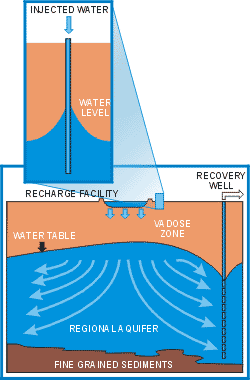 INJECTED WATER
WATER
LEVEL
RECOVERY
WELL
RECHARGE FACILITY
VADOSE
ZONE
WATER TABLE
REGIONAL AQUIFER
FINE GRAINED SEDIMENTS